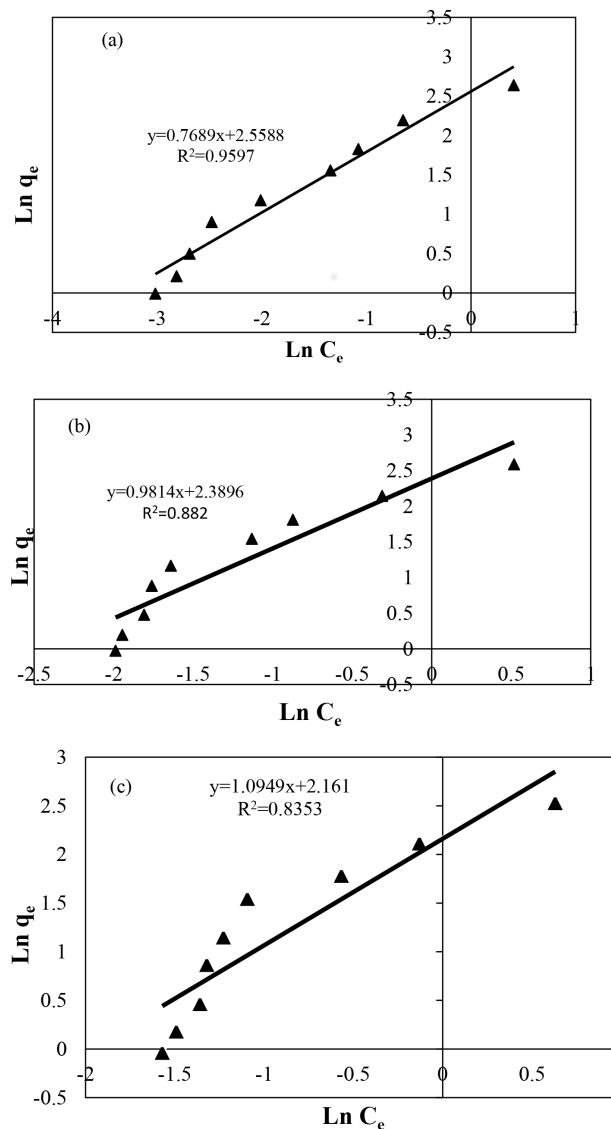 (a)
3.5
3
2.5
2
1.5
1
0.5
0
-0.5
y=0.7689x+2.5588
R²=0.9597
Ln qₑ
-4 -3 -2 -1 0 1
Ln Cₑ
(b)
3.5
3
2.5
2
1.5
1
0.5
0
-0.5
y=0.9814x+2.3896
R²=0.882
Ln qₑ
-2.5 -2 -1.5 -1 -0.5 0 0.5 1
Ln Cₑ
(c)
3
2.5
2
1.5
1
0.5
0
-0.5
y=1.0949x+2.161
R²=0.8353
Ln qₑ
-2 -1.5 -1 -0.5 0 0.5
Ln Cₑ